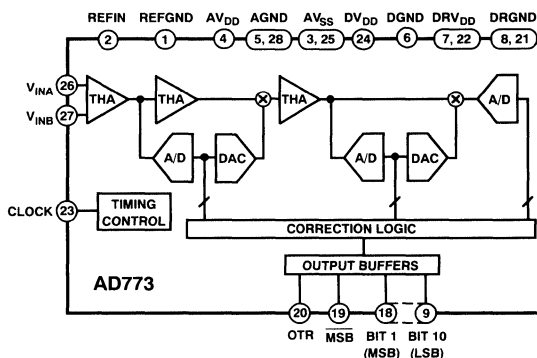 REFIN REFGND AVDD AGND AVSS DVDD DGND DRVDD DRGND
2 1 4 5, 28 3, 25 24 6 7, 22 8, 21
VINA 26
VINB 27
THA THA THA A/D
A/D DAC A/D DAC
CLOCK 23 TIMING CONTROL
CORRECTION LOGIC
OUTPUT BUFFERS
AD773
20 19 18 9
OTR MSB BIT 1 BIT 10
(MSB) (LSB)